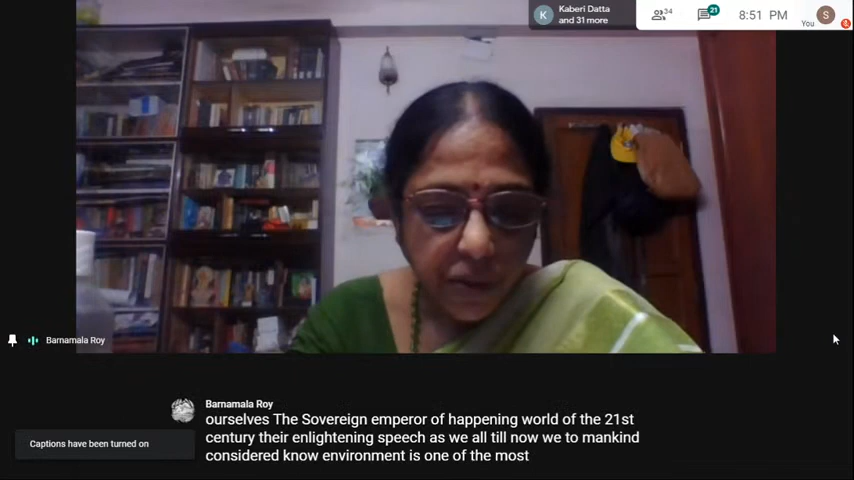 Kaberi Datta
and 31 more
34
21
8:51 PM
K
You
S
Barnamala Roy
Barnamala Roy
ourselves The Sovereign emperor of happening world of the 21st
century their enlightening speech as we all till now we to mankind
considered know environment is one of the most
Captions have been turned on